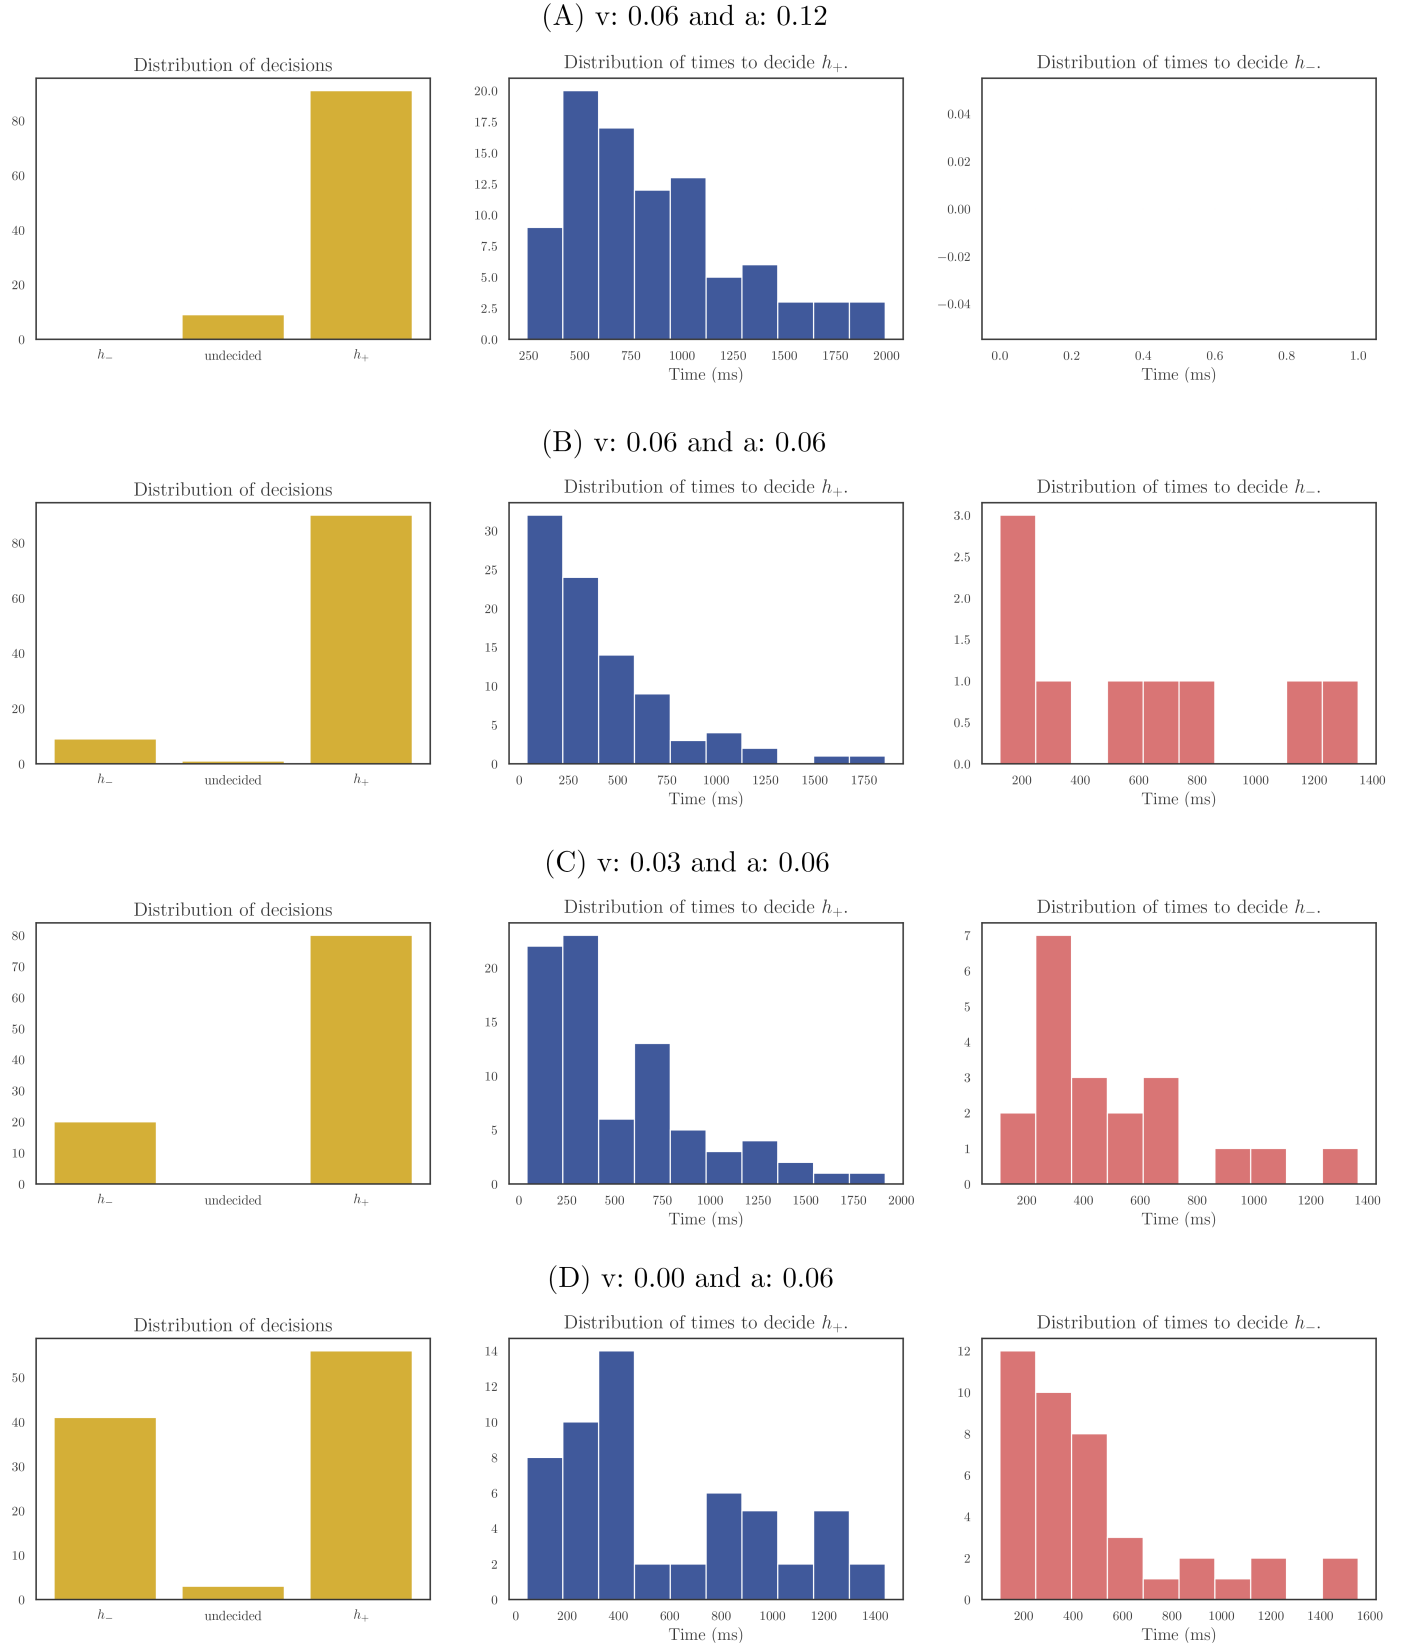 (A) v: 0.06 and a: 0.12
Distribution of decisions
80
60
40
20
0
h₋ undecided h₊
Distribution of times to decide h₊.
20.0
17.5
15.0
12.5
10.0
7.5
5.0
2.5
0.0
250 500 750 1000 1250 1500 1750 2000
Time (ms)
Distribution of times to decide h₋.
0.04
0.02
0.00
−0.02
−0.04
0.0 0.2 0.4 0.6 0.8 1.0
Time (ms)
(B) v: 0.06 and a: 0.06
Distribution of decisions
80
60
40
20
0
h₋ undecided h₊
Distribution of times to decide h₊.
30
25
20
15
10
5
0
0 250 500 750 1000 1250 1500 1750
Time (ms)
Distribution of times to decide h₋.
3.0
2.5
2.0
1.5
1.0
0.5
0.0
200 400 600 800 1000 1200 1400
Time (ms)
(C) v: 0.03 and a: 0.06
Distribution of decisions
80
70
60
50
40
30
20
10
0
h₋ undecided h₊
Distribution of times to decide h₊.
20
15
10
5
0
0 250 500 750 1000 1250 1500 1750 2000
Time (ms)
Distribution of times to decide h₋.
7
6
5
4
3
2
1
0
200 400 600 800 1000 1200 1400
Time (ms)
(D) v: 0.00 and a: 0.06
Distribution of decisions
50
40
30
20
10
0
h₋ undecided h₊
Distribution of times to decide h₊.
14
12
10
8
6
4
2
0
0 200 400 600 800 1000 1200 1400
Time (ms)
Distribution of times to decide h₋.
12
10
8
6
4
2
0
200 400 600 800 1000 1200 1400 1600
Time (ms)